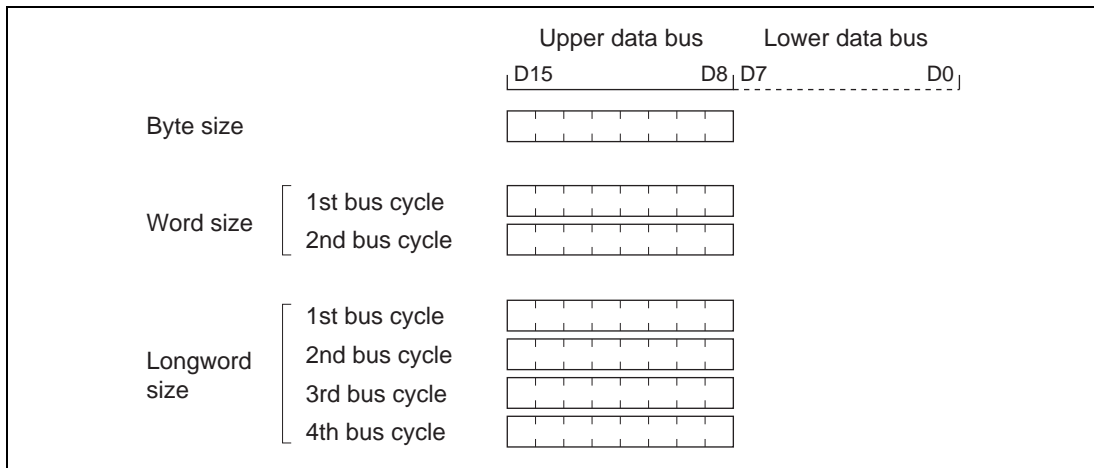 Upper data bus Lower data bus
D15 D8 D7 D0
Byte size
Word size
1st bus cycle
2nd bus cycle
Longword
size
1st bus cycle
2nd bus cycle
3rd bus cycle
4th bus cycle